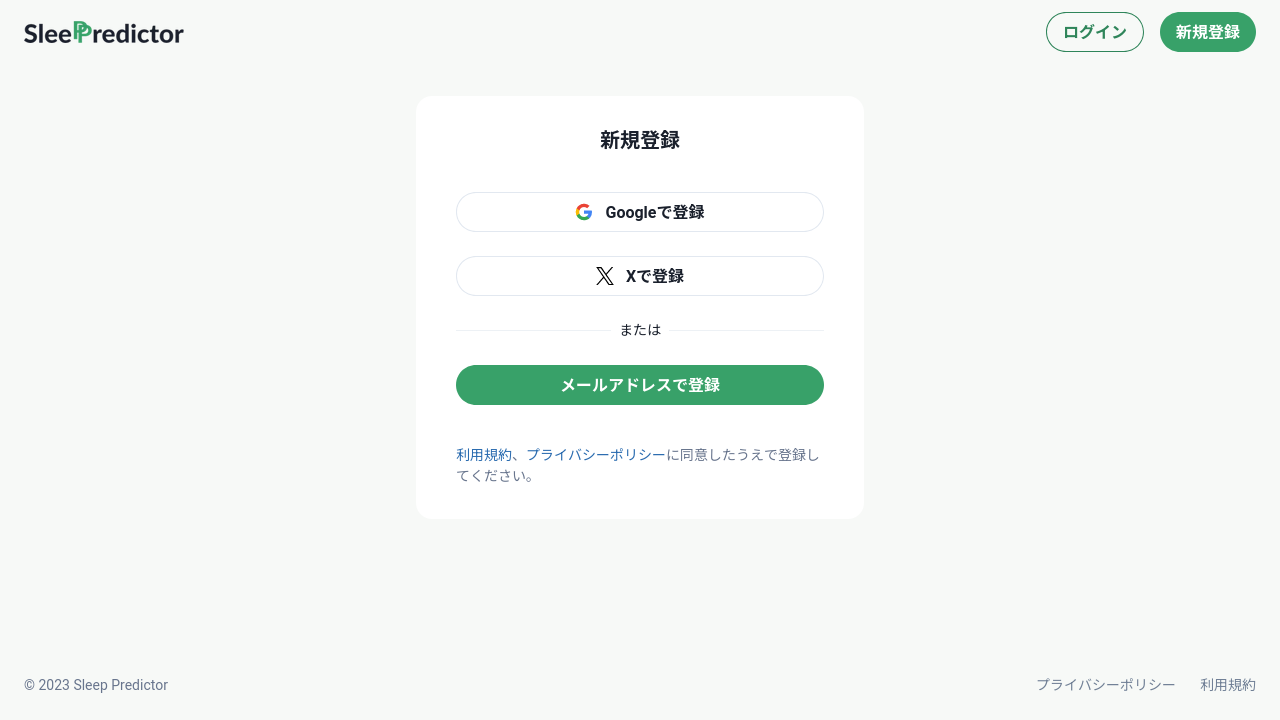 SleePredictor
ログイン
新規登録
新規登録
Googleで登録
Xで登録
または
メールアドレスで登録
利用規約、プライバシーポリシーに同意したうえで登録し
てください。
© 2023 Sleep Predictor
プライバシーポリシー
利用規約